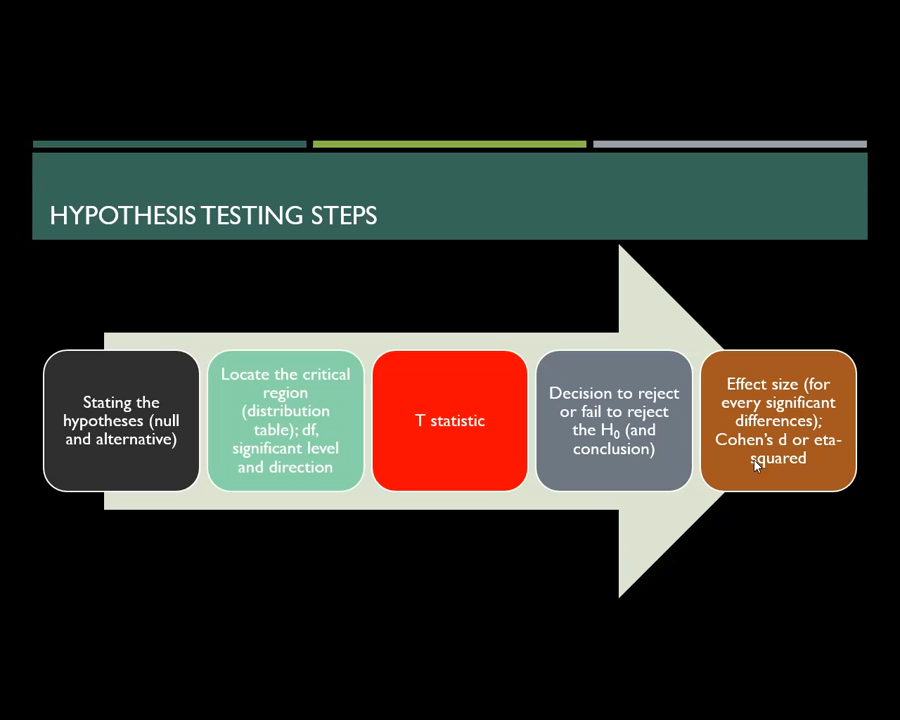 HYPOTHESIS TESTING STEPS
Stating the
hypotheses (null
and alternative)
Locate the critical
region
(distribution
table); df,
significant level
and direction
T statistic
Decision to reject
or fail to reject
the H₀ (and
conclusion)
Effect size (for
every significant
differences);
Cohen's d or eta-
squared